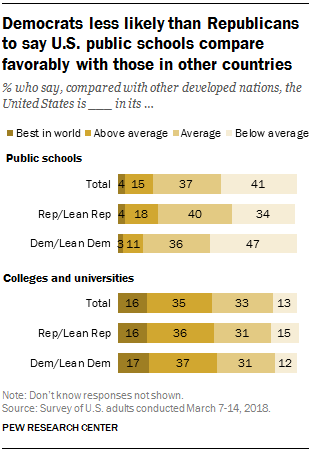 Democrats less likely than Republicans
to say U.S. public schools compare
favorably with those in other countries
% who say, compared with other developed nations, the
United States is ___ in its ...
Best in world Above average Average Below average
Public schools
Total 4 15 37 41
Rep/Lean Rep 4 18 40 34
Dem/Lean Dem 3 11 36 47
Colleges and universities
Total 16 35 33 13
Rep/Lean Rep 16 36 31 15
Dem/Lean Dem 17 37 31 12
Note: Don't know responses not shown.
Source: Survey of U.S. adults conducted March 7-14, 2018.
PEW RESEARCH CENTER